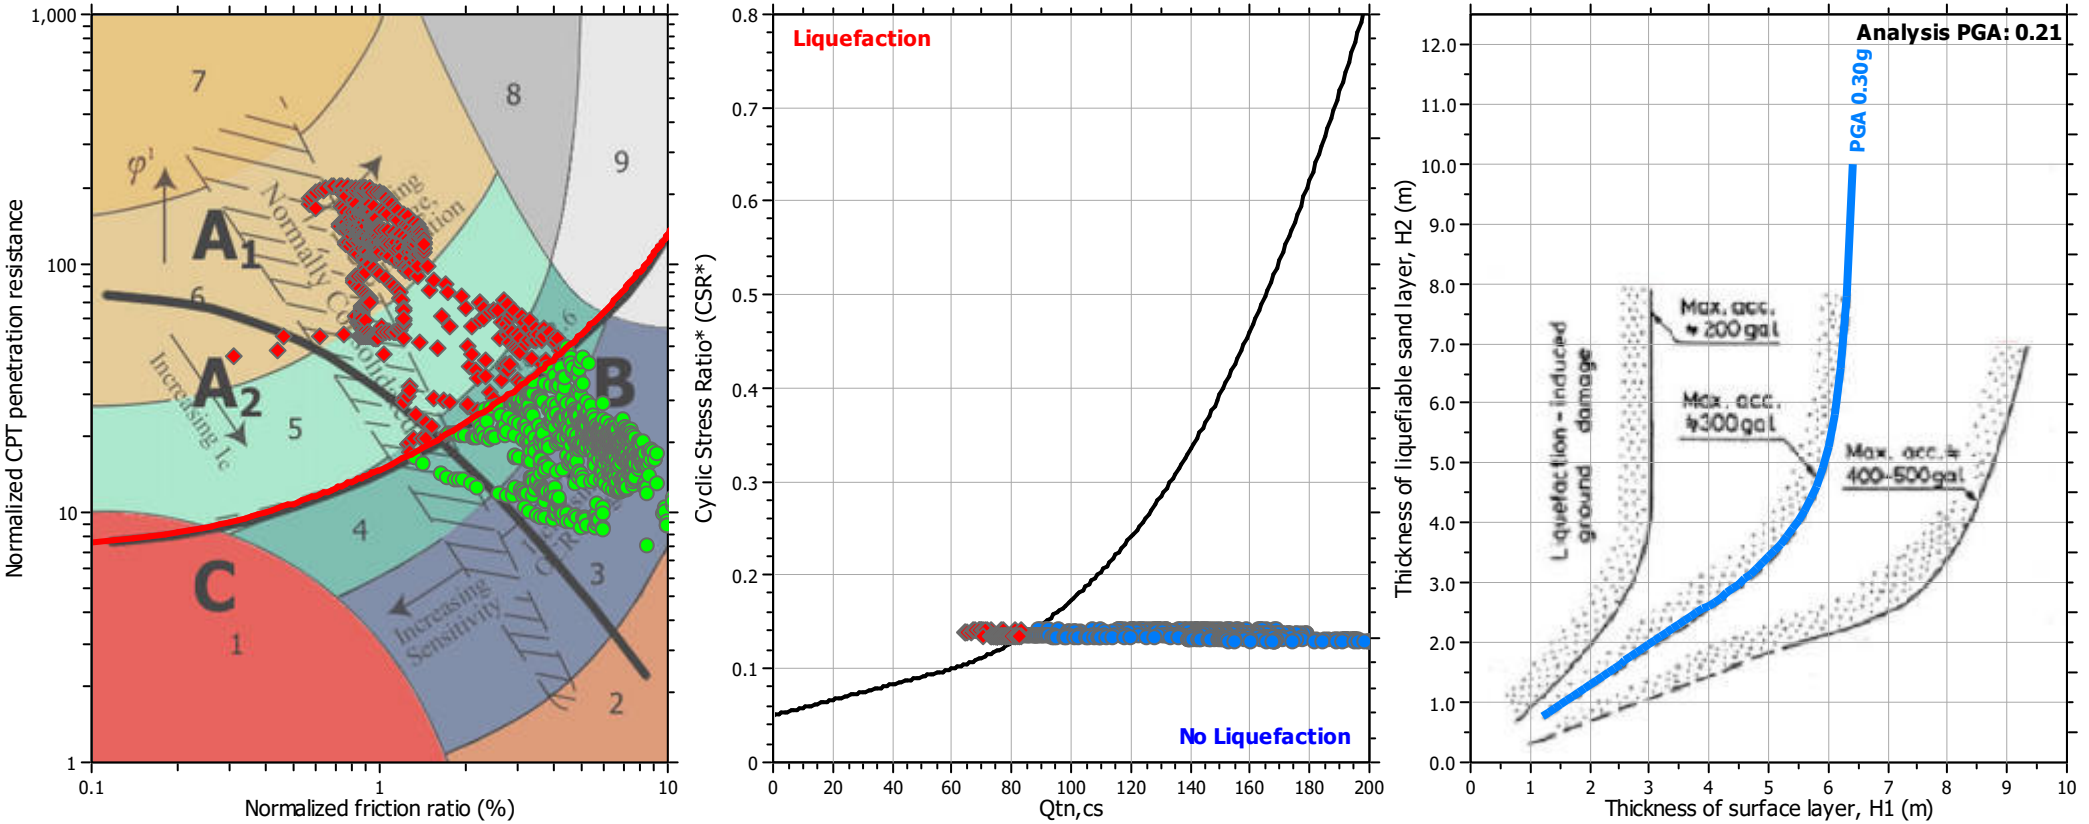 1,000
100
10
1
0.1
1
10
Normalized CPT penetration resistance
Normalized friction ratio (%)
7
8
9
φ'
A1
6
A2
5
B
4
C
1
3
2
Normally Consolidated
Increasing Ic
Increasing
Sensitivity
0.8
0.7
0.6
0.5
0.4
0.3
0.2
0.1
0
0
20
40
60
80
100
120
140
160
180
200
Cyclic Stress Ratio* (CSR*)
Qtn,cs
Liquefaction
No Liquefaction
12.0
11.0
10.0
9.0
8.0
7.0
6.0
5.0
4.0
3.0
2.0
1.0
0.0
0
1
2
3
4
5
6
7
8
9
10
Thickness of liquefiable sand layer, H2 (m)
Thickness of surface layer, H1 (m)
Analysis PGA: 0.21
PGA 0.30g
Liquefaction - induced
ground damage
Max. acc.
≒ 200 gal
Max. acc.
≒300 gal
Max. acc. ≒
400~500 gal